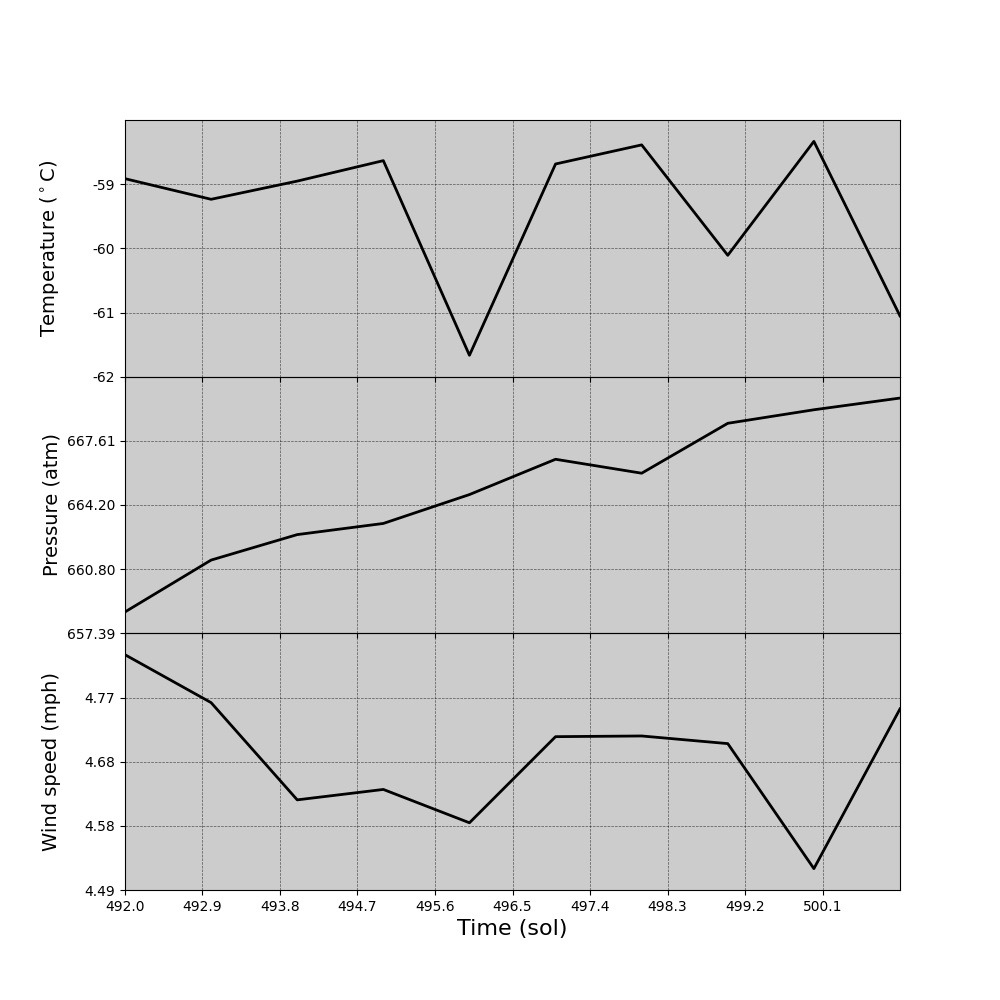 Temperature (°C)
-59
-60
-61
-62
Pressure (atm)
667.61
664.20
660.80
657.39
Wind speed (mph)
4.77
4.68
4.58
4.49
492.0 492.9 493.8 494.7 495.6 496.5 497.4 498.3 499.2 500.1
Time (sol)